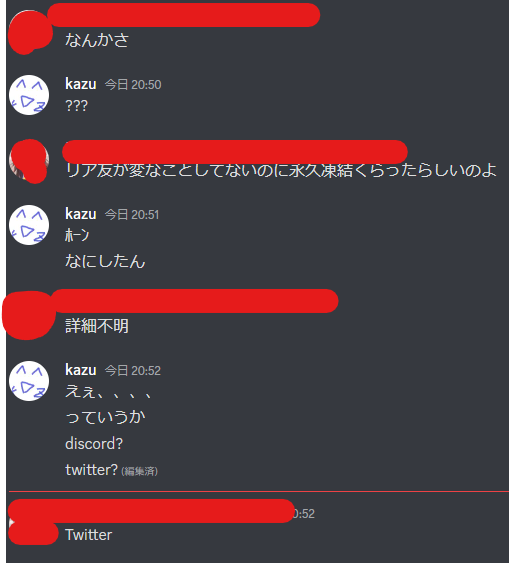 なんかさ
kazu 今日 20:50
???
リア友が変なことしてないのに永久凍結くらったらしいのよ
kazu 今日 20:51
ﾎｰﾝ
なにしたん
詳細不明
kazu 今日 20:52
えぇ、、、、
っていうか
discord?
twitter? (編集済)
0:52
Twitter